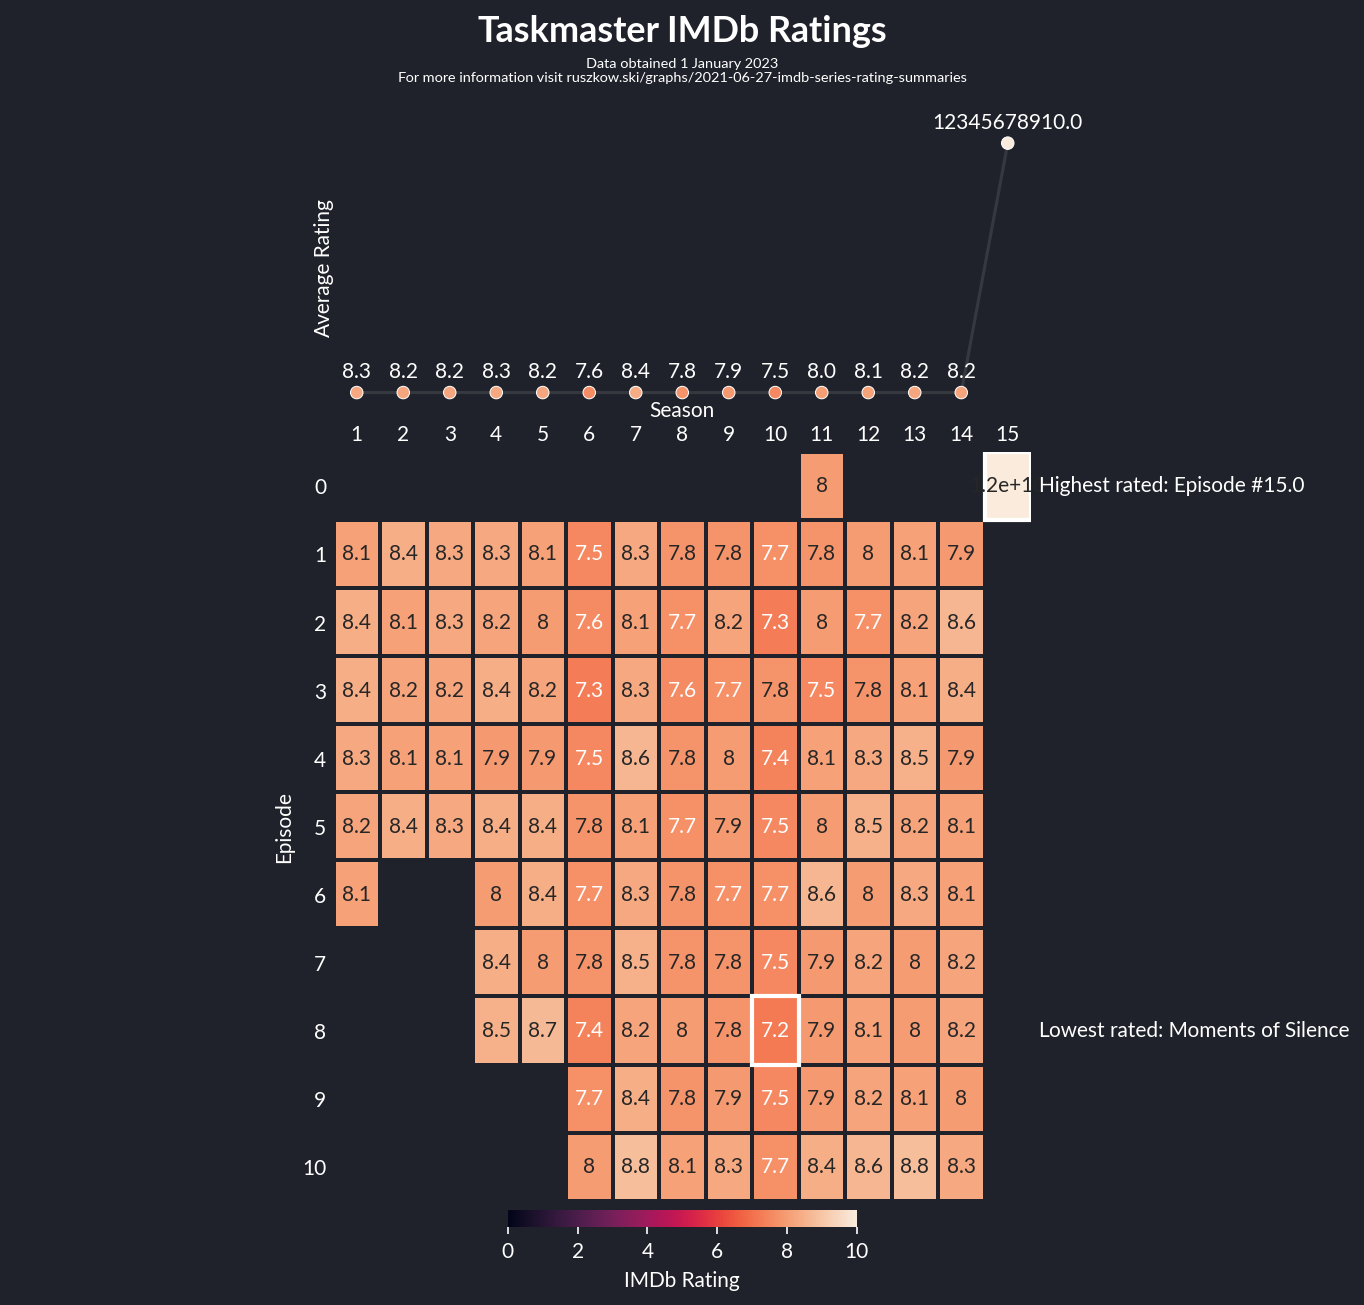 Taskmaster IMDb Ratings
Data obtained 1 January 2023
For more information visit ruszkow.ski/graphs/2021-06-27-imdb-series-rating-summaries
12345678910.0
Average Rating
8.3 8.2 8.2 8.3 8.2 7.6 8.4 7.8 7.9 7.5 8.0 8.1 8.2 8.2
Season
1 2 3 4 5 6 7 8 9 10 11 12 13 14 15
0 8 .2e+1 Highest rated: Episode #15.0
1 8.1 8.4 8.3 8.3 8.1 7.5 8.3 7.8 7.8 7.7 7.8 8 8.1 7.9
2 8.4 8.1 8.3 8.2 8 7.6 8.1 7.7 8.2 7.3 8 7.7 8.2 8.6
3 8.4 8.2 8.2 8.4 8.2 7.3 8.3 7.6 7.7 7.8 7.5 7.8 8.1 8.4
4 8.3 8.1 8.1 7.9 7.9 7.5 8.6 7.8 8 7.4 8.1 8.3 8.5 7.9
Episode
5 8.2 8.4 8.3 8.4 8.4 7.8 8.1 7.7 7.9 7.5 8 8.5 8.2 8.1
6 8.1 8 8.4 7.7 8.3 7.8 7.7 7.7 8.6 8 8.3 8.1
7 8.4 8 7.8 8.5 7.8 7.8 7.5 7.9 8.2 8 8.2
8 8.5 8.7 7.4 8.2 8 7.8 7.2 7.9 8.1 8 8.2 Lowest rated: Moments of Silence
9 7.7 8.4 7.8 7.9 7.5 7.9 8.2 8.1 8
10 8 8.8 8.1 8.3 7.7 8.4 8.6 8.8 8.3
0 2 4 6 8 10
IMDb Rating